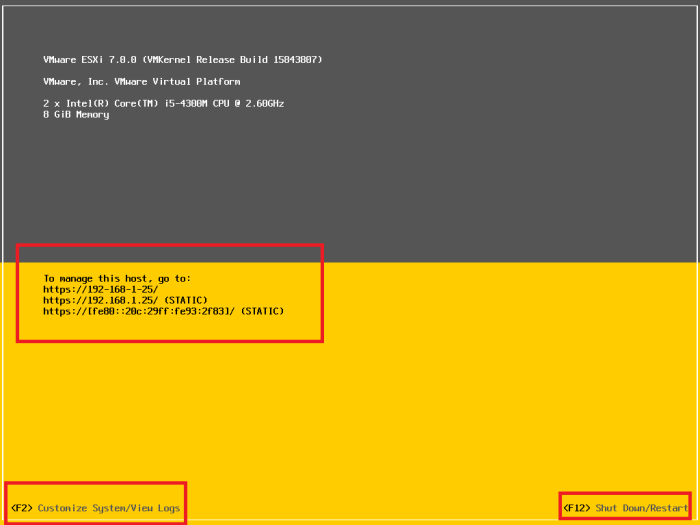 VMware ESXi 7.0.0 (VMKernel Release Build 15843807)
VMware, Inc. VMware Virtual Platform
2 x Intel(R) Core(TM) i5-4300M CPU @ 2.60GHz
8 GiB Memory
To manage this host, go to:
https://192-168-1-25/
https://192.168.1.25/ (STATIC)
https://[fe80::20c:29ff:fe93:2f83]/ (STATIC)
<F2> Customize System/View Logs
<F12> Shut Down/Restart